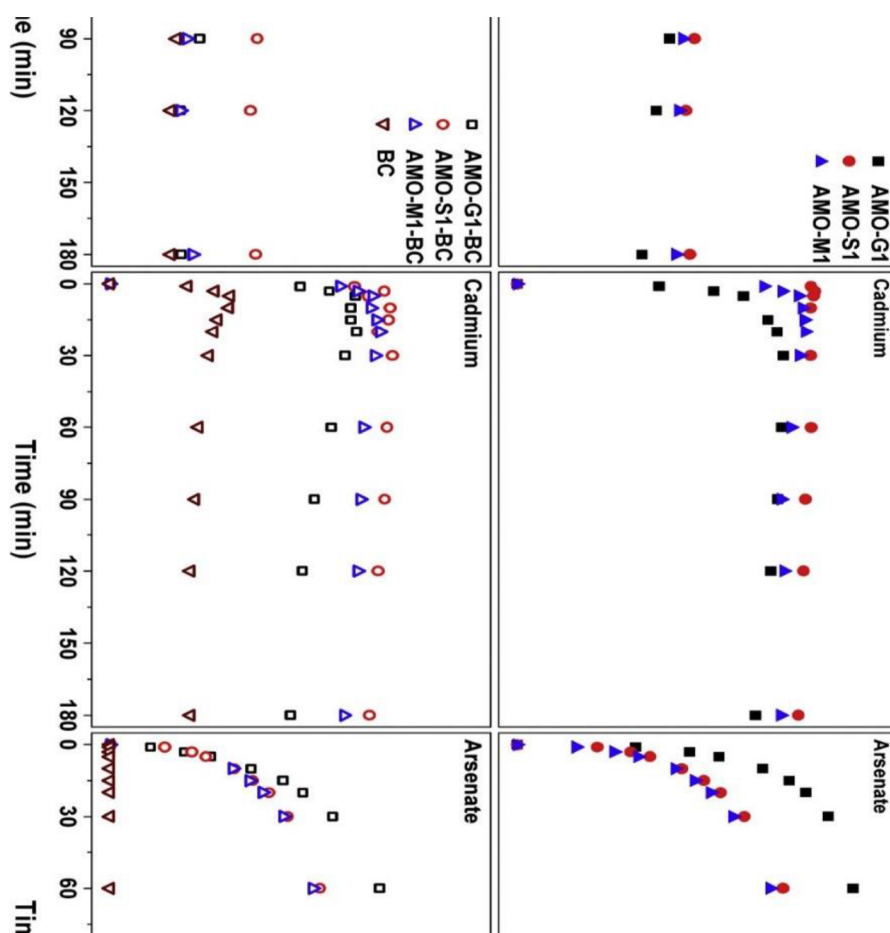 AMO-G1
AMO-S1
AMO-M1
Cadmium
Arsenate
AMO-G1-BC
AMO-S1-BC
AMO-M1-BC
BC
Cadmium
Arsenate
90 120 150 180 0 30 60 90 120 150 180 0 30 60
e (min) Time (min)